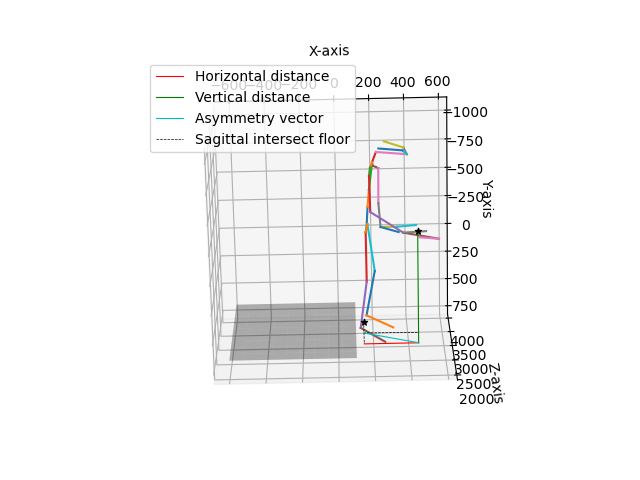 X-axis
−600 −400 −200 0 200 400 600
Horizontal distance
Vertical distance
Asymmetry vector
Sagittal intersect floor
−1000
−750
−500
−250
0
250
500
750
Y-axis
4000
3500
3000
2500
2000
Z-axis